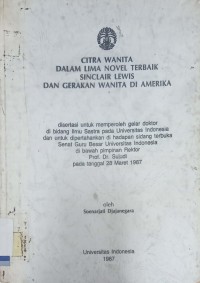 CITRA WANITA
DALAM LIMA NOVEL TERBAIK
SINCLAIR LEWIS
DAN GERAKAN WANITA DI AMERIKA
disertasi untuk memperoleh gelar doktor
di bidang Ilmu Sastra pada Universitas Indonesia
dan untuk dipertahankan di hadapan sidang terbuka
Senat Guru Besar Universitas Indonesia
di bawah pimpinan Rektor
Prof. Dr. Sujudi
pada tanggal 28 Maret 1987
oleh
Soenarjati Djajanegara
Universitas Indonesia
1987